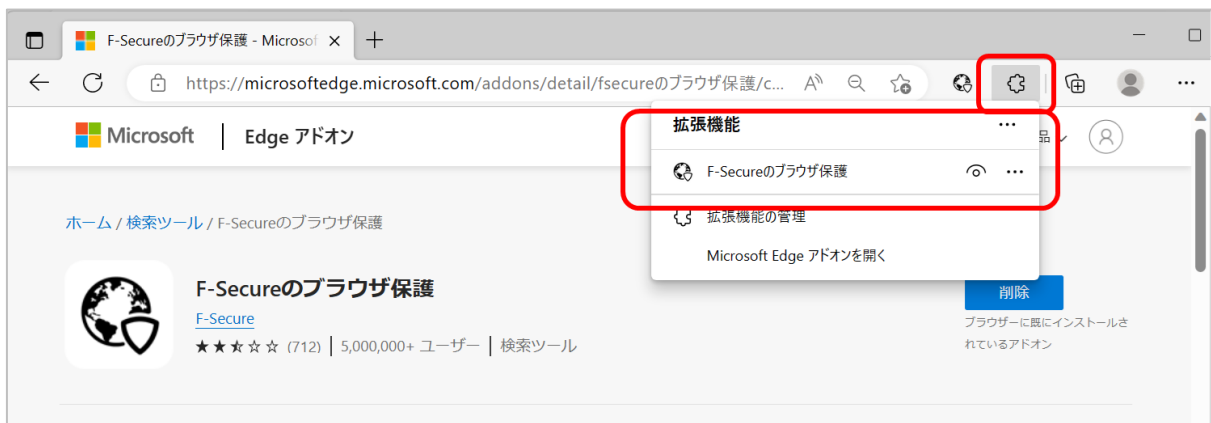 F-Secureのブラウザ保護 - Microsof
https://microsoftedge.microsoft.com/addons/detail/fsecureのブラウザ保護/c...
Microsoft | Edge アドオン
品
拡張機能
F-Secureのブラウザ保護
拡張機能の管理
Microsoft Edge アドオンを開く
ホーム / 検索ツール / F-Secureのブラウザ保護
F-Secureのブラウザ保護
F-Secure
(712) | 5,000,000+ ユーザー | 検索ツール
削除
ブラウザーに既にインストールさ
れているアドオン